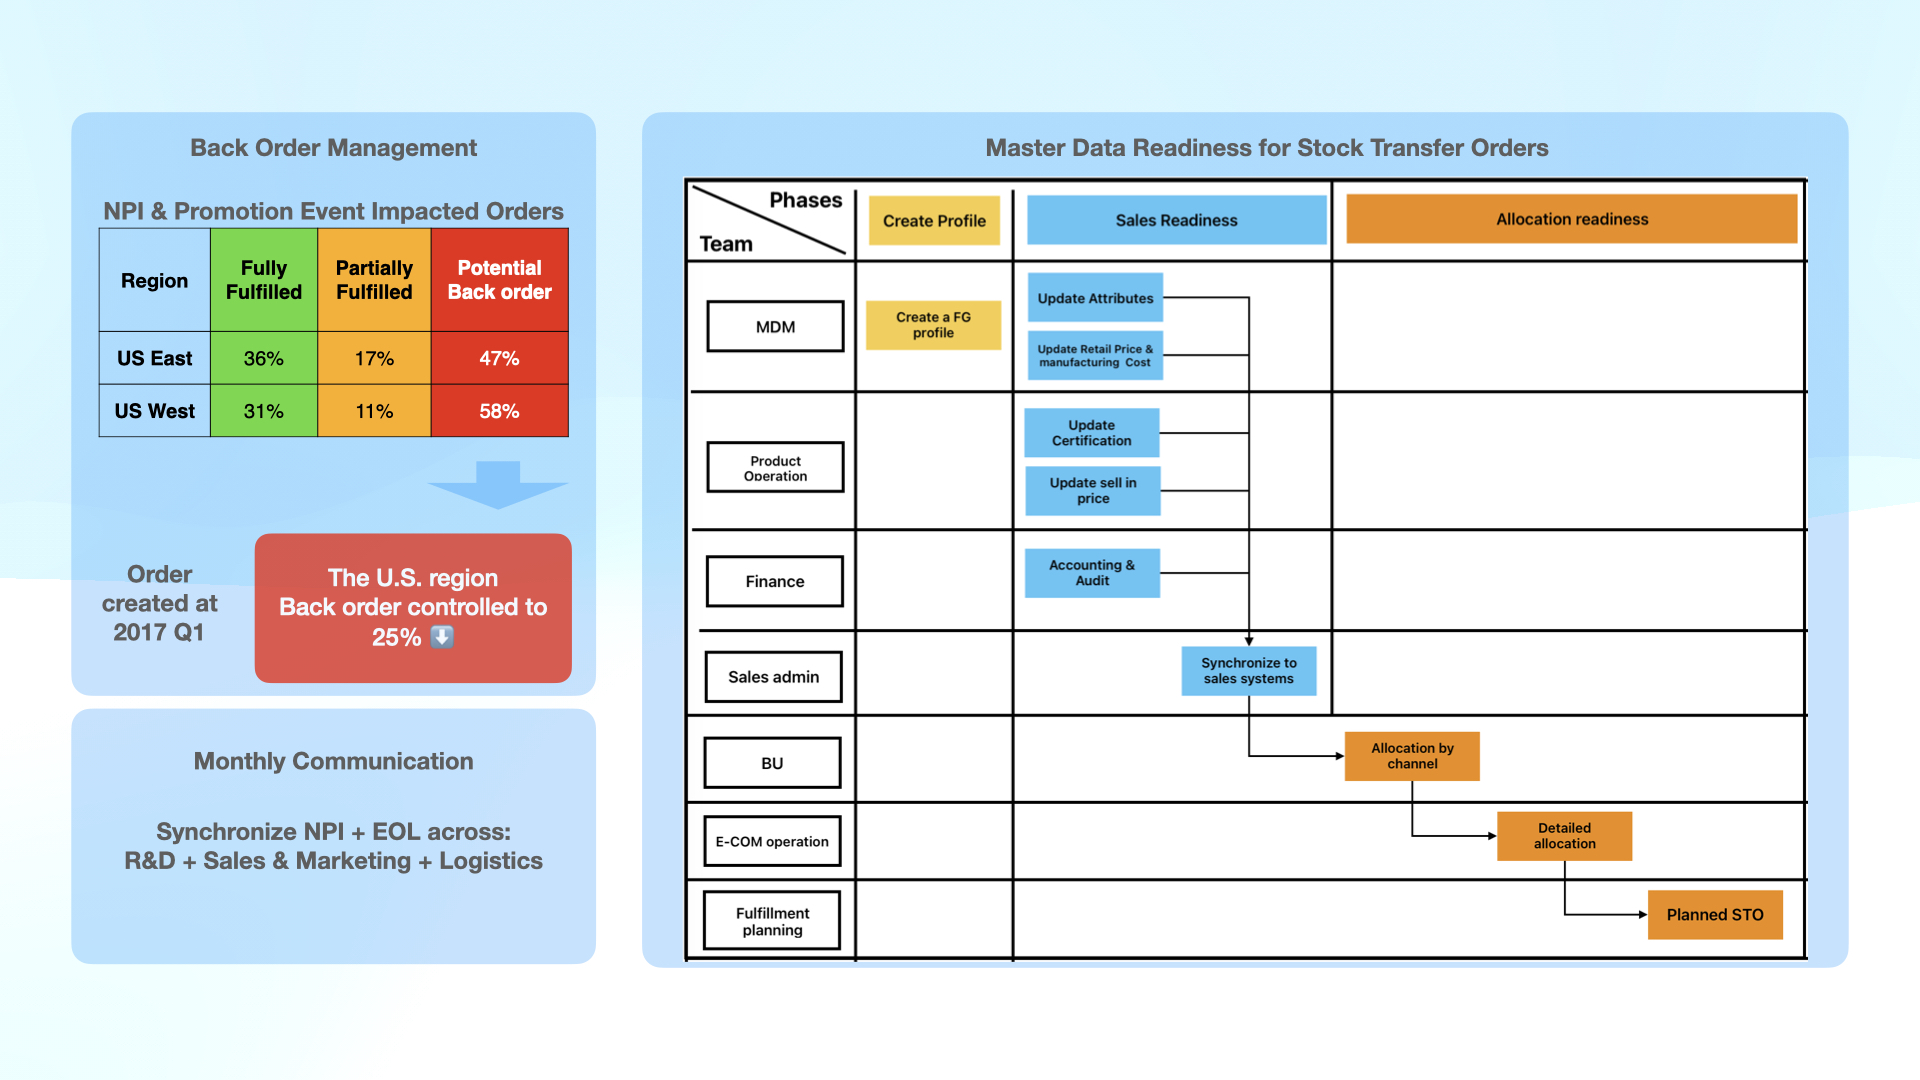 Back Order Management
NPI & Promotion Event Impacted Orders
Region
Fully
Fulfilled
Partially
Fulfilled
Potential
Back order
US East
36%
17%
47%
US West
31%
11%
58%
Order
created at
2017 Q1
The U.S. region
Back order controlled to
25% ⬇️
Monthly Communication
Synchronize NPI + EOL across:
R&D + Sales & Marketing + Logistics
Master Data Readiness for Stock Transfer Orders
Phases
Team
Create Profile
Sales Readiness
Allocation readiness
MDM
Create a FG
profile
Update Attributes
Update Retail Price &
manufacturing Cost
Product
Operation
Update
Certification
Update sell in
price
Finance
Accounting &
Audit
Sales admin
Synchronize to
sales systems
BU
Allocation by
channel
E-COM operation
Detailed
allocation
Fulfillment
planning
Planned STO